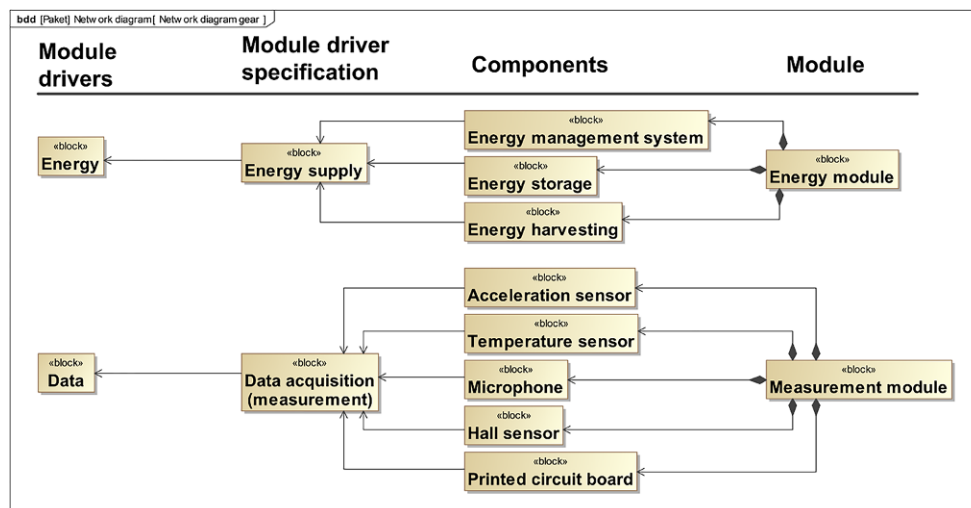 bdd [Paket] Network diagram[ Network diagram gear ]
Module drivers
Module driver specification
Components
Module
«block»
Energy
«block»
Energy supply
«block»
Energy management system
«block»
Energy storage
«block»
Energy harvesting
«block»
Energy module
«block»
Data
«block»
Data acquisition
(measurement)
«block»
Acceleration sensor
«block»
Temperature sensor
«block»
Microphone
«block»
Hall sensor
«block»
Printed circuit board
«block»
Measurement module